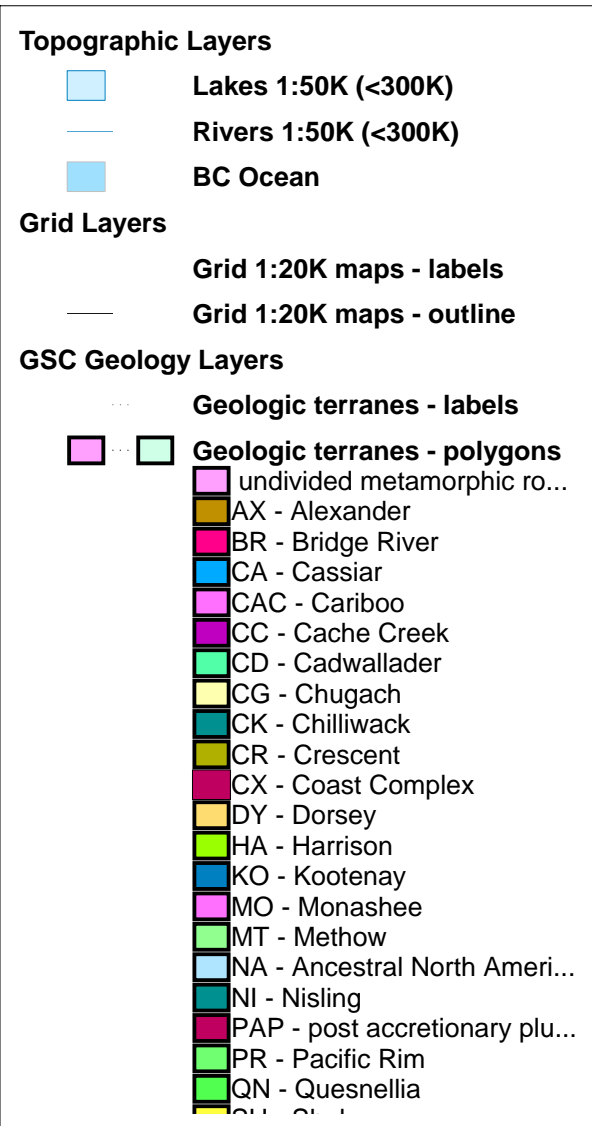 Topographic Layers
Lakes 1:50K (<300K)
Rivers 1:50K (<300K)
BC Ocean
Grid Layers
Grid 1:20K maps - labels
Grid 1:20K maps - outline
GSC Geology Layers
Geologic terranes - labels
Geologic terranes - polygons
undivided metamorphic ro...
AX - Alexander
BR - Bridge River
CA - Cassiar
CAC - Cariboo
CC - Cache Creek
CD - Cadwallader
CG - Chugach
CK - Chilliwack
CR - Crescent
CX - Coast Complex
DY - Dorsey
HA - Harrison
KO - Kootenay
MO - Monashee
MT - Methow
NA - Ancestral North Ameri...
NI - Nisling
PAP - post accretionary plu...
PR - Pacific Rim
QN - Quesnellia